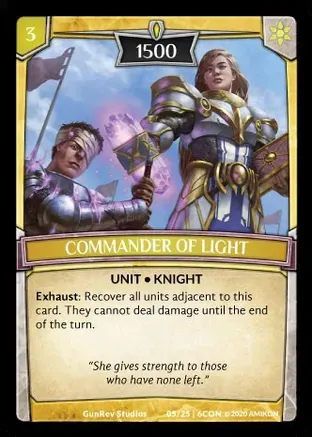 3
1500
COMMANDER OF LIGHT
UNIT • KNIGHT
Exhaust: Recover all units adjacent to this
card. They cannot deal damage until the end
of the turn.
“She gives strength to those
who have none left.”
GunRev Studios 05/25 | 6CON © 2020 AMIKON